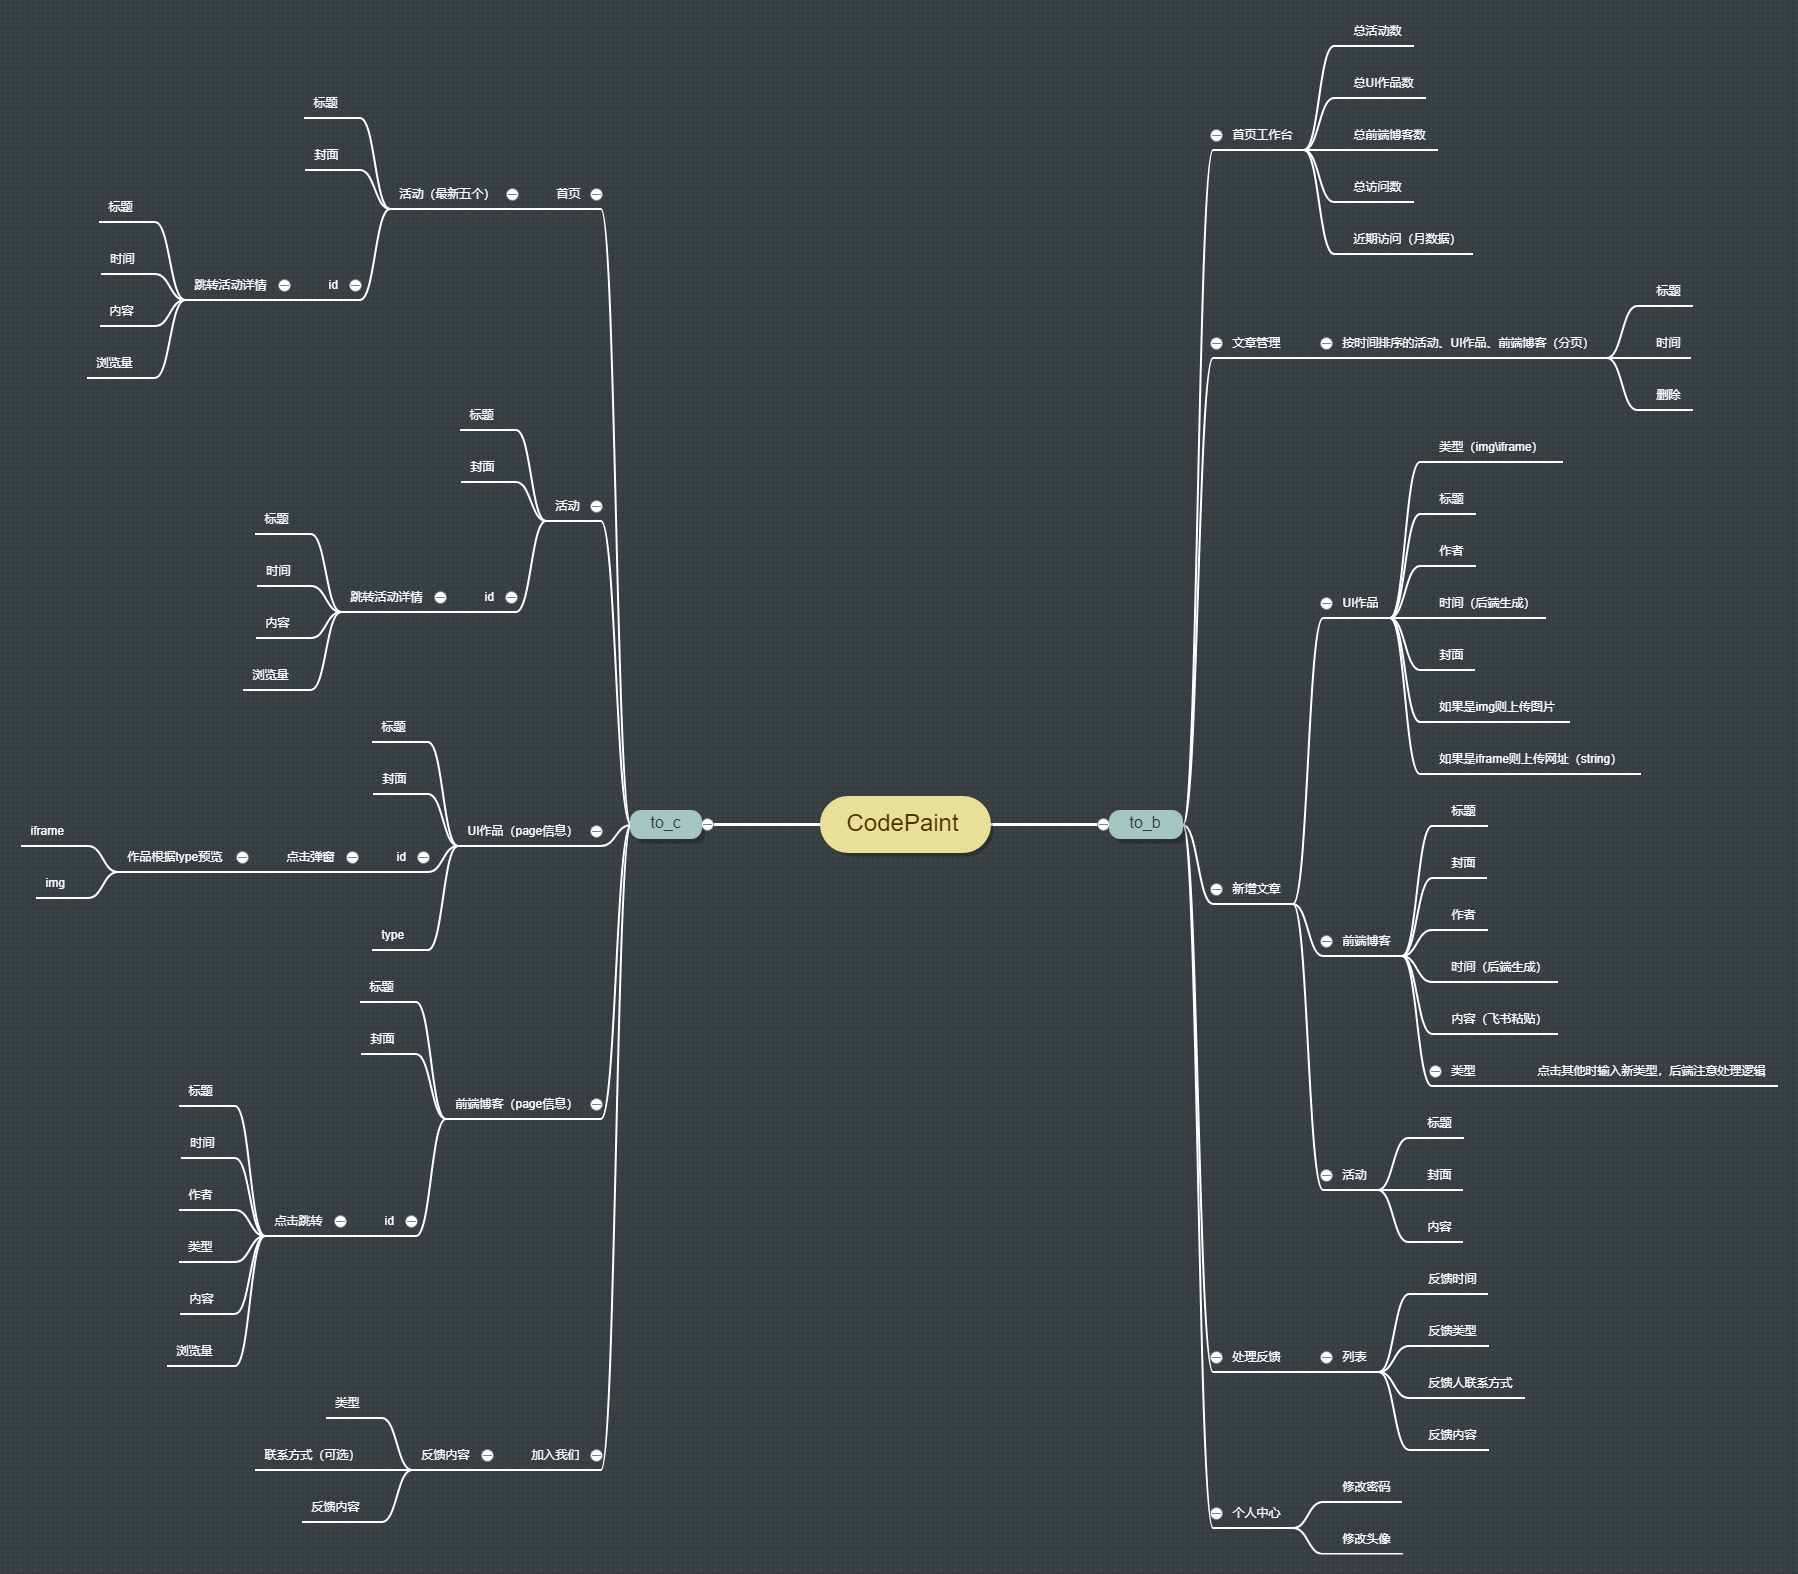 CodePaint
to_c
首页
活动（最新五个）
标题
封面
id
跳转活动详情
标题
时间
内容
浏览量
活动
标题
封面
id
跳转活动详情
标题
时间
内容
浏览量
UI作品（page信息）
标题
封面
id
点击弹窗
作品根据type预览
iframe
img
type
前端博客（page信息）
标题
封面
id
点击跳转
标题
时间
作者
类型
内容
浏览量
加入我们
反馈内容
类型
联系方式（可选）
反馈内容
to_b
首页工作台
总活动数
总UI作品数
总前端博客数
总访问数
近期访问（月数据）
文章管理
按时间排序的活动、UI作品、前端博客（分页）
标题
时间
删除
新增文章
UI作品
类型（img\iframe）
标题
作者
时间（后端生成）
封面
如果是img则上传图片
如果是iframe则上传网址（string）
前端博客
标题
封面
作者
时间（后端生成）
内容（飞书粘贴）
类型
点击其他时输入新类型，后端注意处理逻辑
活动
标题
封面
内容
处理反馈
列表
反馈时间
反馈类型
反馈人联系方式
反馈内容
个人中心
修改密码
修改头像